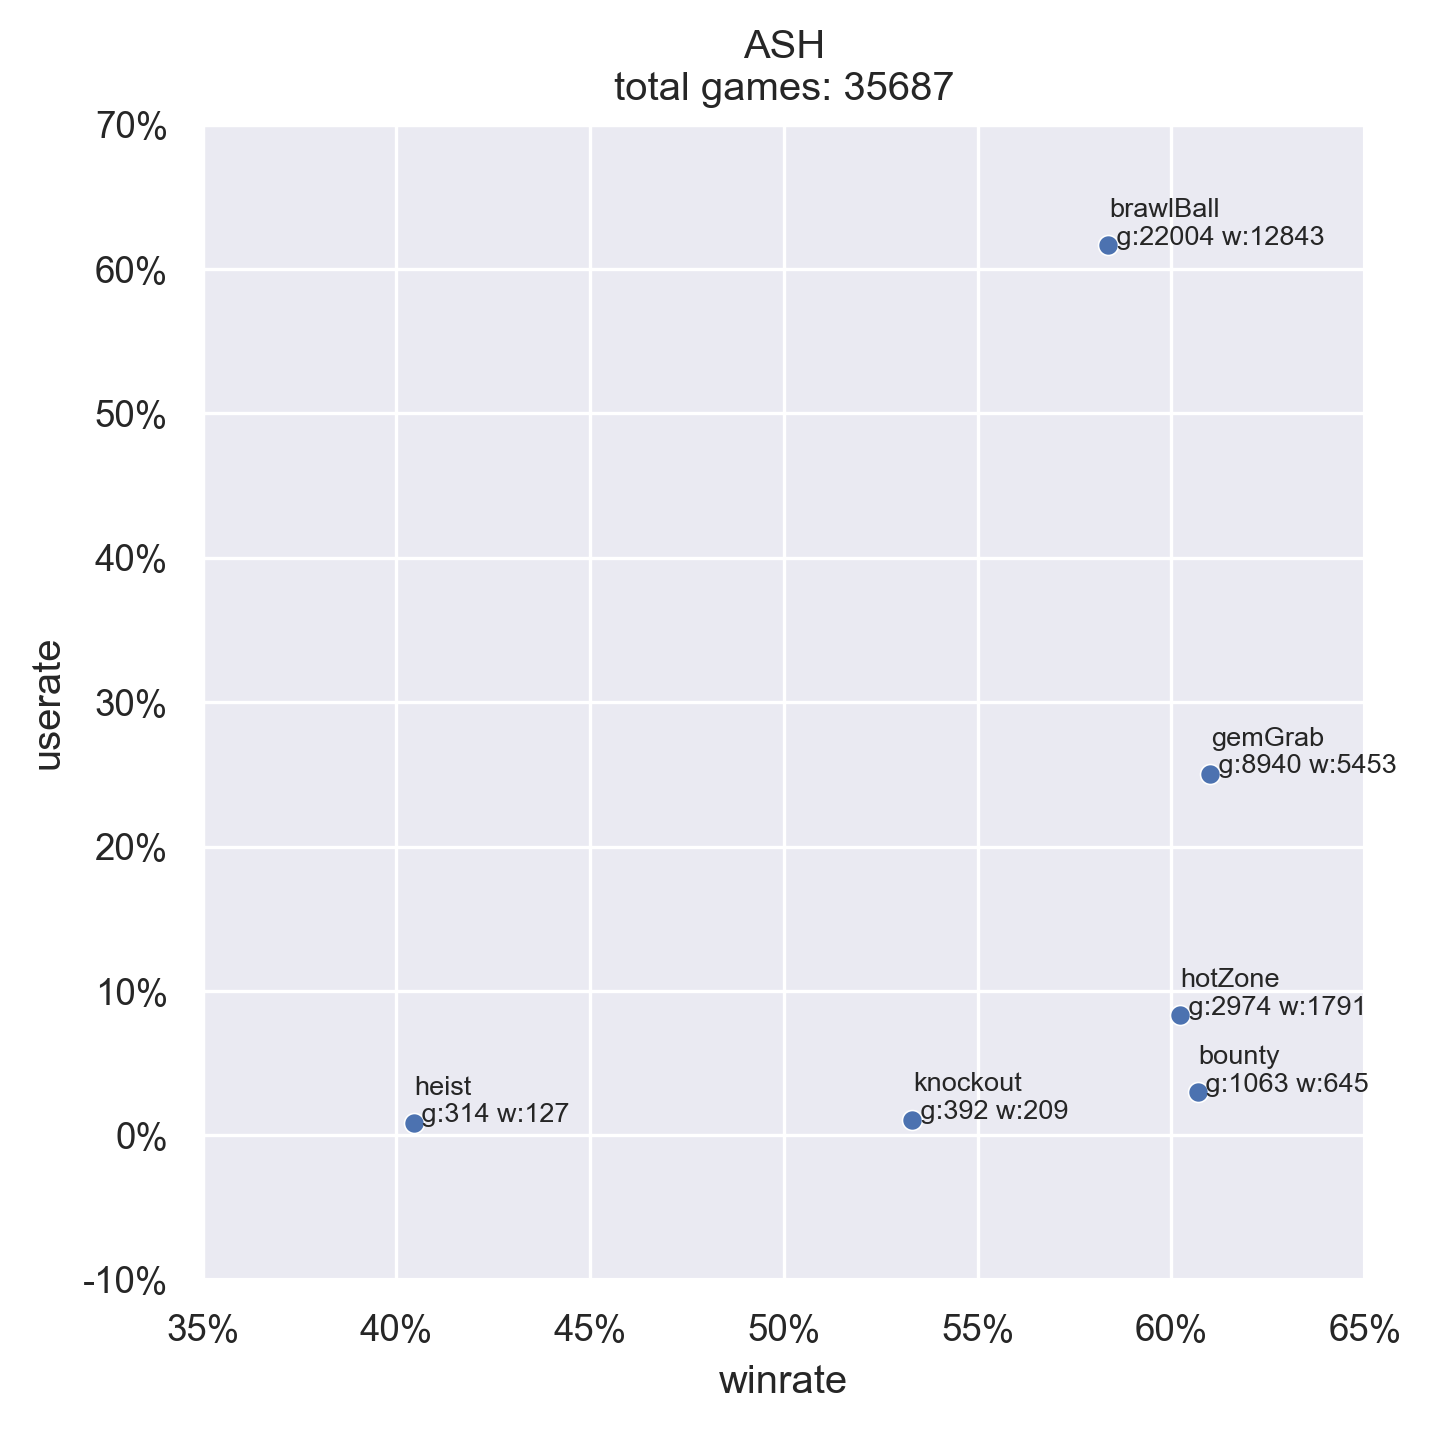 ASH
total games: 35687
70%
60%
50%
40%
30%
20%
10%
0%
-10%
userate
brawlBall
g:22004 w:12843
gemGrab
g:8940 w:5453
hotZone
g:2974 w:1791
bounty
g:1063 w:645
knockout
g:392 w:209
heist
g:314 w:127
35% 40% 45% 50% 55% 60% 65%
winrate